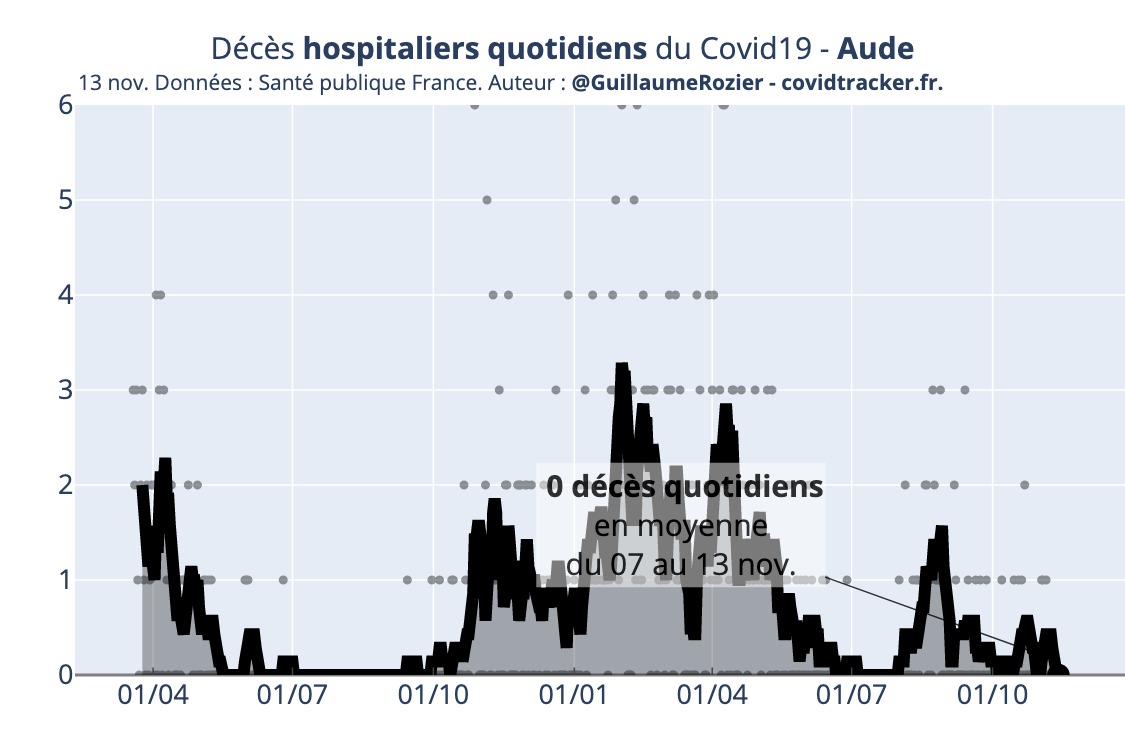 Décès hospitaliers quotidiens du Covid19 - Aude
13 nov. Données : Santé publique France. Auteur : @GuillaumeRozier - covidtracker.fr.
6
5
4
3
2
1
0
0 décès quotidiens
en moyenne
du 07 au 13 nov.
01/04 01/07 01/10 01/01 01/04 01/07 01/10